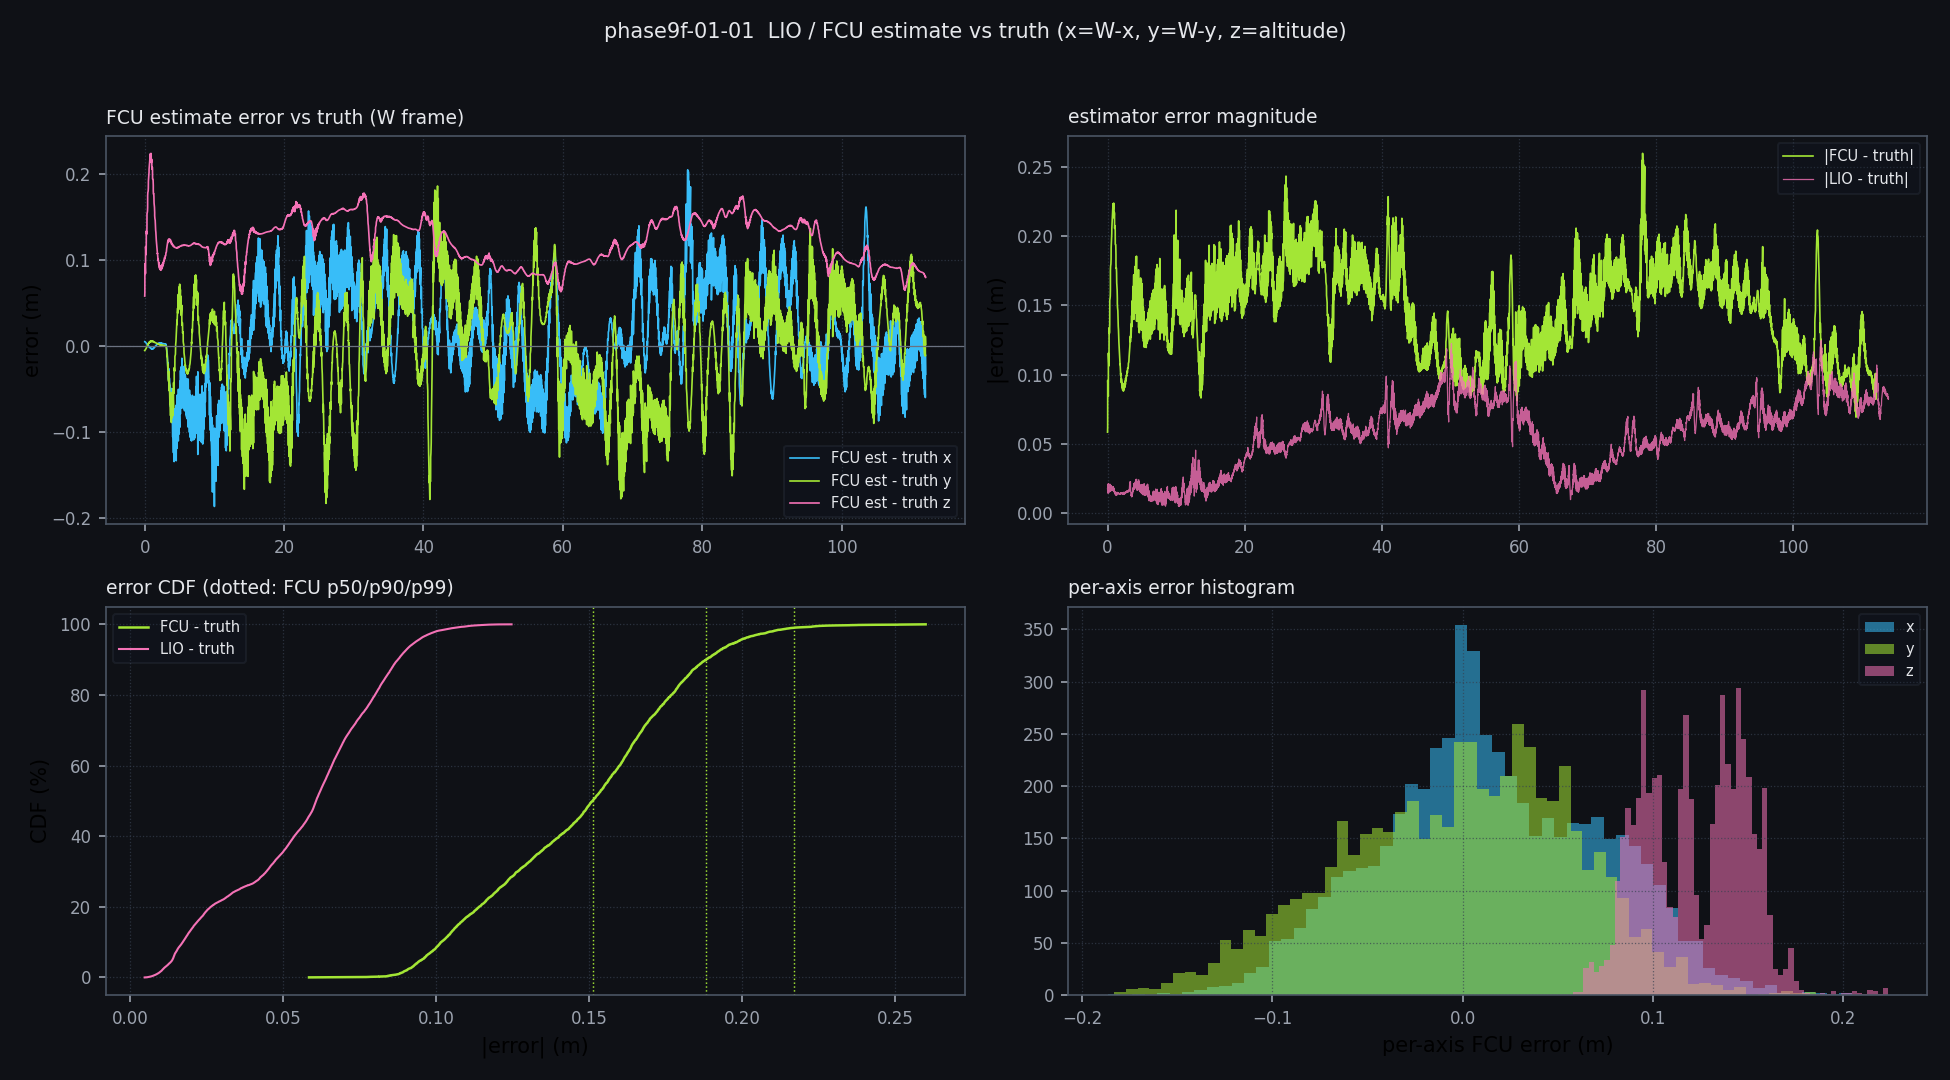 phase9f-01-01  LIO / FCU estimate vs truth (x=W-x, y=W-y, z=altitude)
FCU estimate error vs truth (W frame)
error (m)
0.2
0.1
0.0
−0.1
−0.2
0 20 40 60 80 100
FCU est - truth x
FCU est - truth y
FCU est - truth z
estimator error magnitude
|error| (m)
0.25
0.20
0.15
0.10
0.05
0.00
0 20 40 60 80 100
|FCU - truth|
|LIO - truth|
error CDF (dotted: FCU p50/p90/p99)
CDF (%)
100
80
60
40
20
0
0.00 0.05 0.10 0.15 0.20 0.25
|error| (m)
FCU - truth
LIO - truth
per-axis error histogram
350
300
250
200
150
100
50
0
−0.2 −0.1 0.0 0.1 0.2
per-axis FCU error (m)
x
y
z